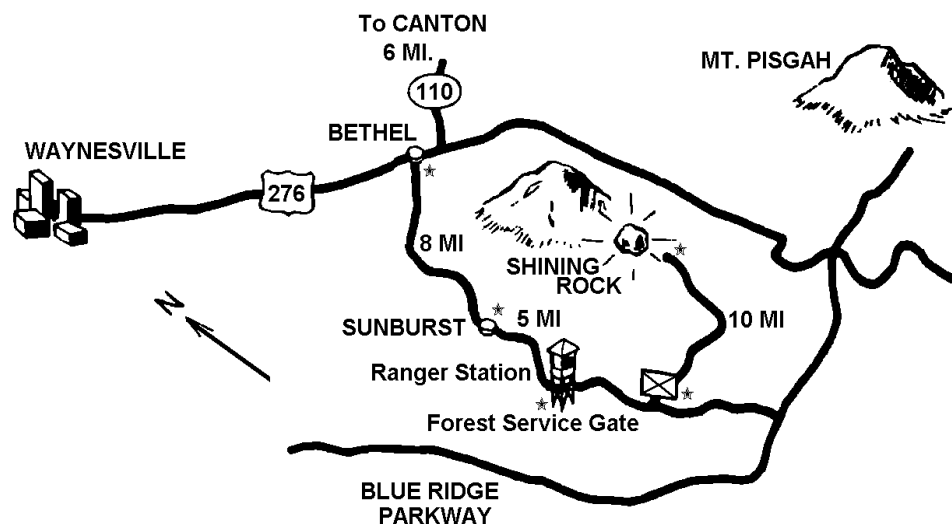 To CANTON
6 MI.
MT. PISGAH
110
BETHEL
WAYNESVILLE
276
8 MI
SHINING
ROCK
N
SUNBURST
5 MI
10 MI
Ranger Station
Forest Service Gate
BLUE RIDGE
PARKWAY